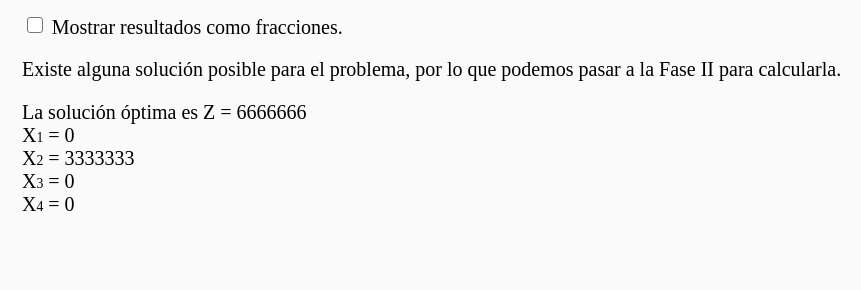 Mostrar resultados como fracciones.
Existe alguna solución posible para el problema, por lo que podemos pasar a la Fase II para calcularla.
La solución óptima es Z = 6666666
X1 = 0
X2 = 3333333
X3 = 0
X4 = 0